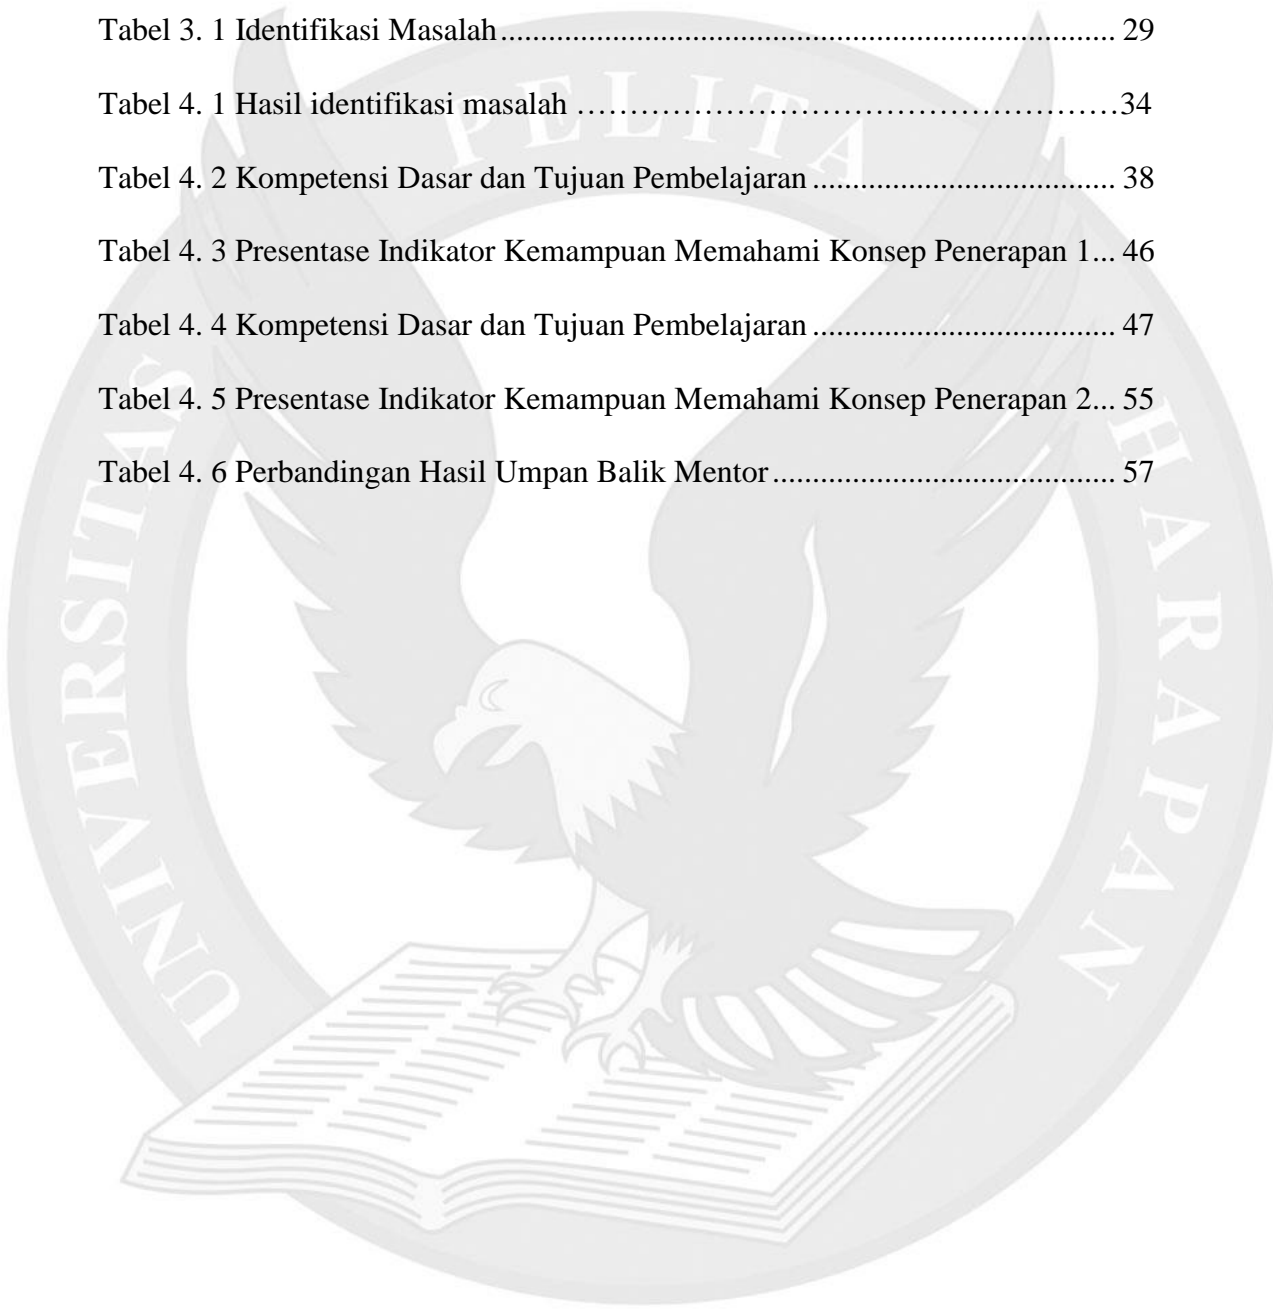 Tabel 3. 1 Identifikasi Masalah.................................................................................. 29
Tabel 4. 1 Hasil identifikasi masalah ……………………………………………34
Tabel 4. 2 Kompetensi Dasar dan Tujuan Pembelajaran ........................................ 38
Tabel 4. 3 Presentase Indikator Kemampuan Memahami Konsep Penerapan 1... 46
Tabel 4. 4 Kompetensi Dasar dan Tujuan Pembelajaran ........................................ 47
Tabel 4. 5 Presentase Indikator Kemampuan Memahami Konsep Penerapan 2... 55
Tabel 4. 6 Perbandingan Hasil Umpan Balik Mentor............................................. 57
UNIVERSITAS PELITA HARAPAN